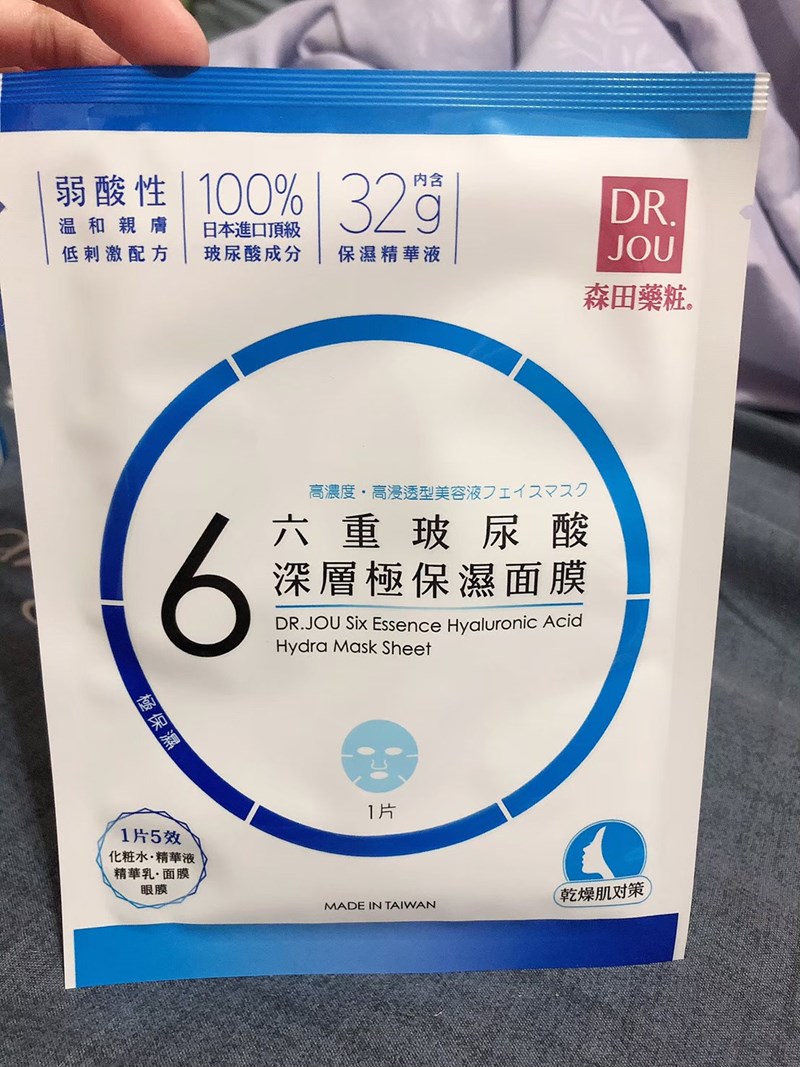 弱酸性
温和親膚
低刺激配方
100%
日本進口頂級
玻尿酸成分
內含
32g
保濕精華液
DR.
JOU
森田藥粧®
高濃度・高浸透型美容液フェイスマスク
6
六重玻尿酸
深層極保濕面膜
DR.JOU Six Essence Hyaluronic Acid
Hydra Mask Sheet
極保濕
1片
1片5效
化粧水・精華液
精華乳・面膜
眼膜
乾燥肌対策
MADE IN TAIWAN